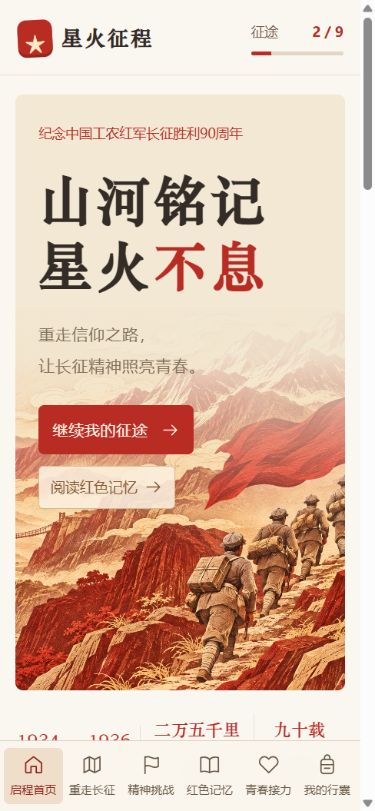 星火征程
征途 2 / 9
纪念中国工农红军长征胜利90周年
山河铭记
星火不息
重走信仰之路，
让长征精神照亮青春。
继续我的征途 →
阅读红色记忆 →
二万五千里 九十载
启程首页 重走长征 精神挑战 红色记忆 青春接力 我的行囊